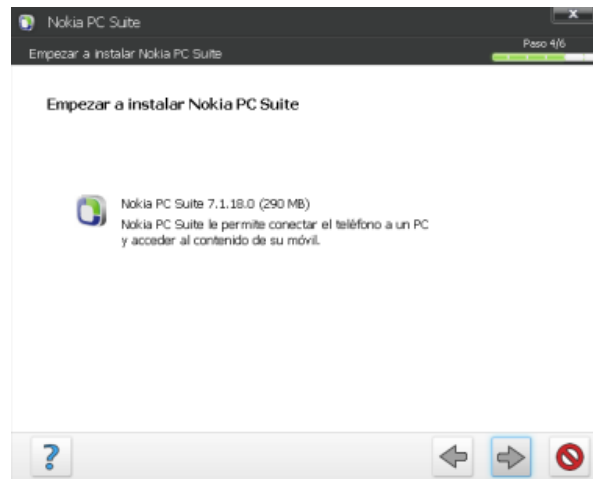 Nokia PC Suite
Empezar a instalar Nokia PC Suite
Paso 4/6
Empezar a instalar Nokia PC Suite
Nokia PC Suite 7.1.18.0 (290 MB)
Nokia PC Suite le permite conectar el teléfono a un PC
y acceder al contenido de su móvil.